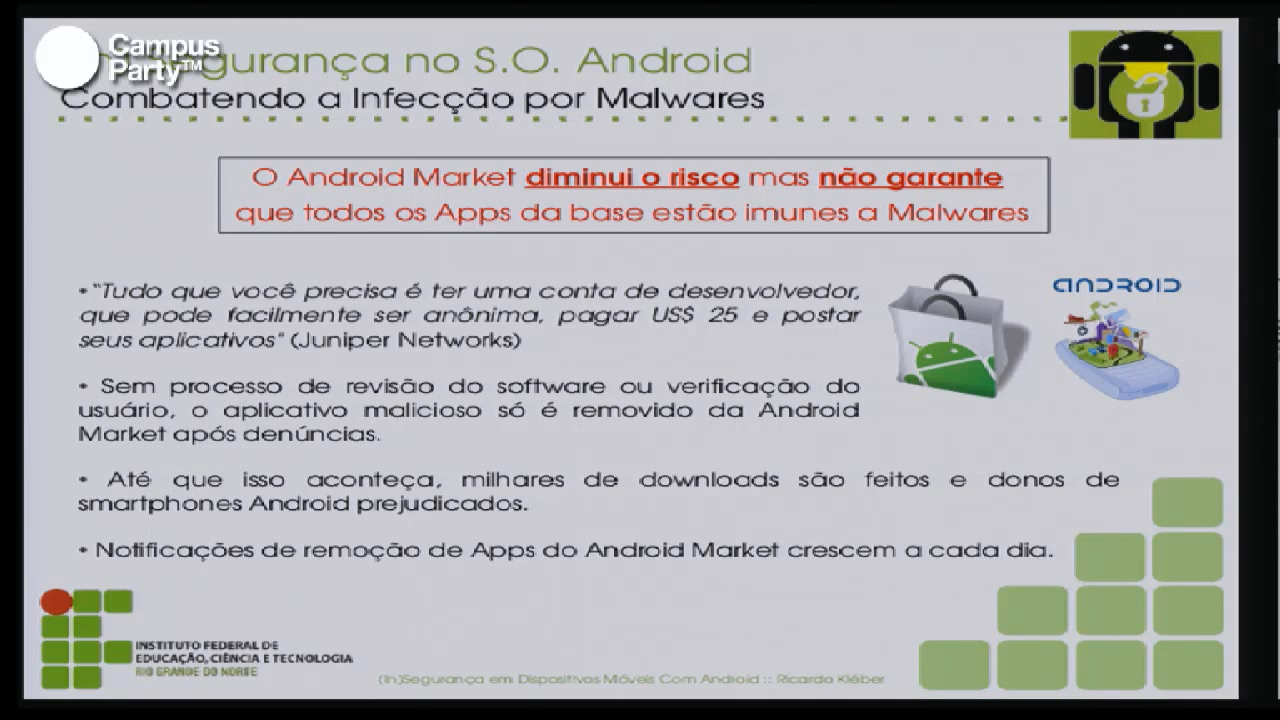 Campus
Party™
Segurança no S.O. Android
Combatendo a Infecção por Malwares
O Android Market diminui o risco mas não garante
que todos os Apps da base estão imunes a Malwares
•"Tudo que você precisa é ter uma conta de desenvolvedor,
que pode facilmente ser anônima, pagar US$ 25 e postar
seus aplicativos" (Juniper Networks)
• Sem processo de revisão do software ou verificação do
usuário, o aplicativo malicioso só é removido da Android
Market após denúncias.
• Até que isso aconteça, milhares de downloads são feitos e donos de
smartphones Android prejudicados.
• Notificações de remoção de Apps do Android Market crescem a cada dia.
ANDROID
INSTITUTO FEDERAL DE
EDUCAÇÃO, CIÊNCIA E TECNOLOGIA
RIO GRANDE DO NORTE
(In)Segurança em Dispositivos Móveis Com Android :: Ricardo Kléber